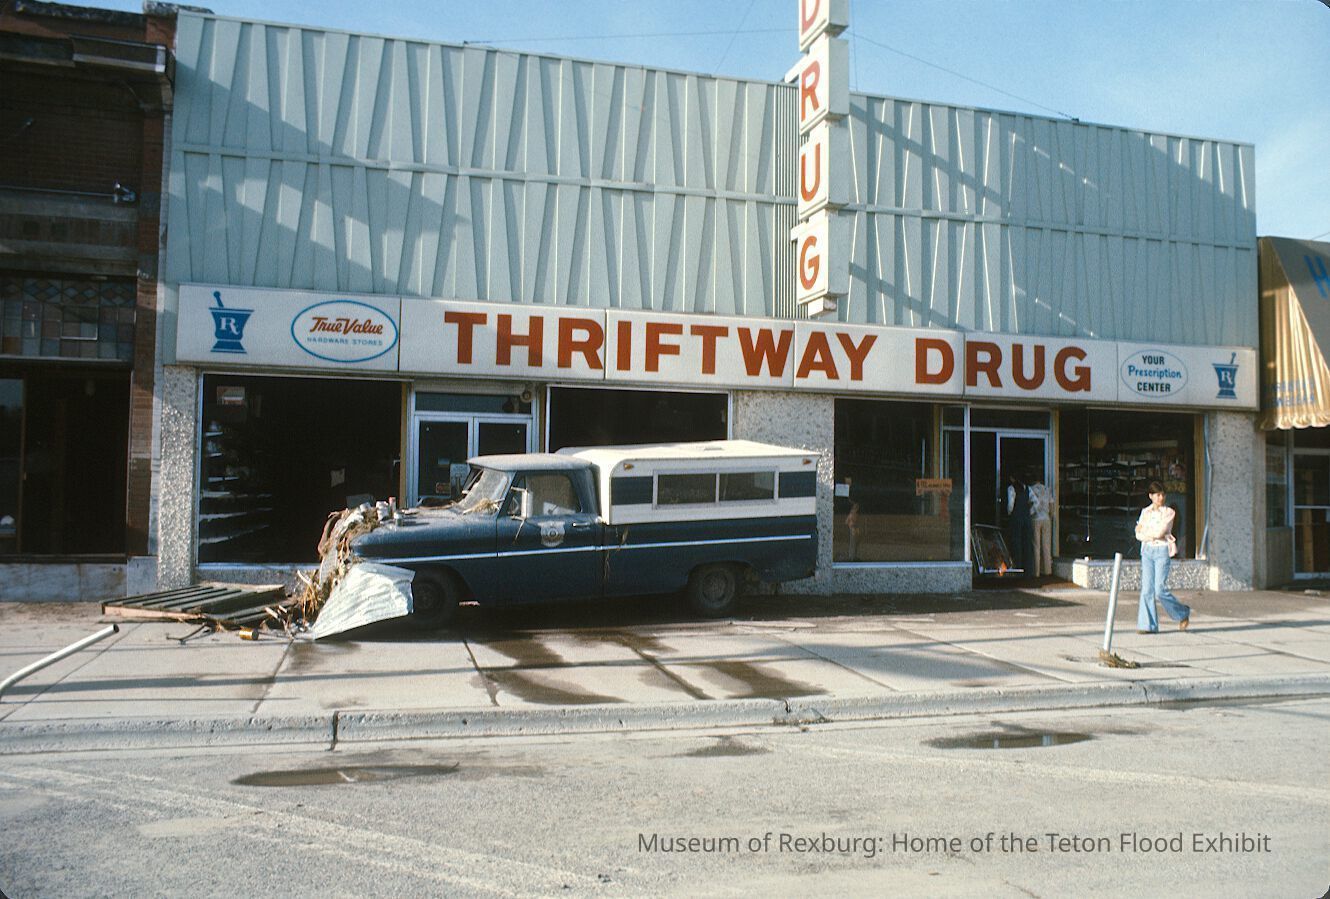 DRUG
R
True Value
HARDWARE STORES
THRIFTWAY DRUG
YOUR
Prescription
CENTER
R
H
Museum of Rexburg: Home of the Teton Flood Exhibit